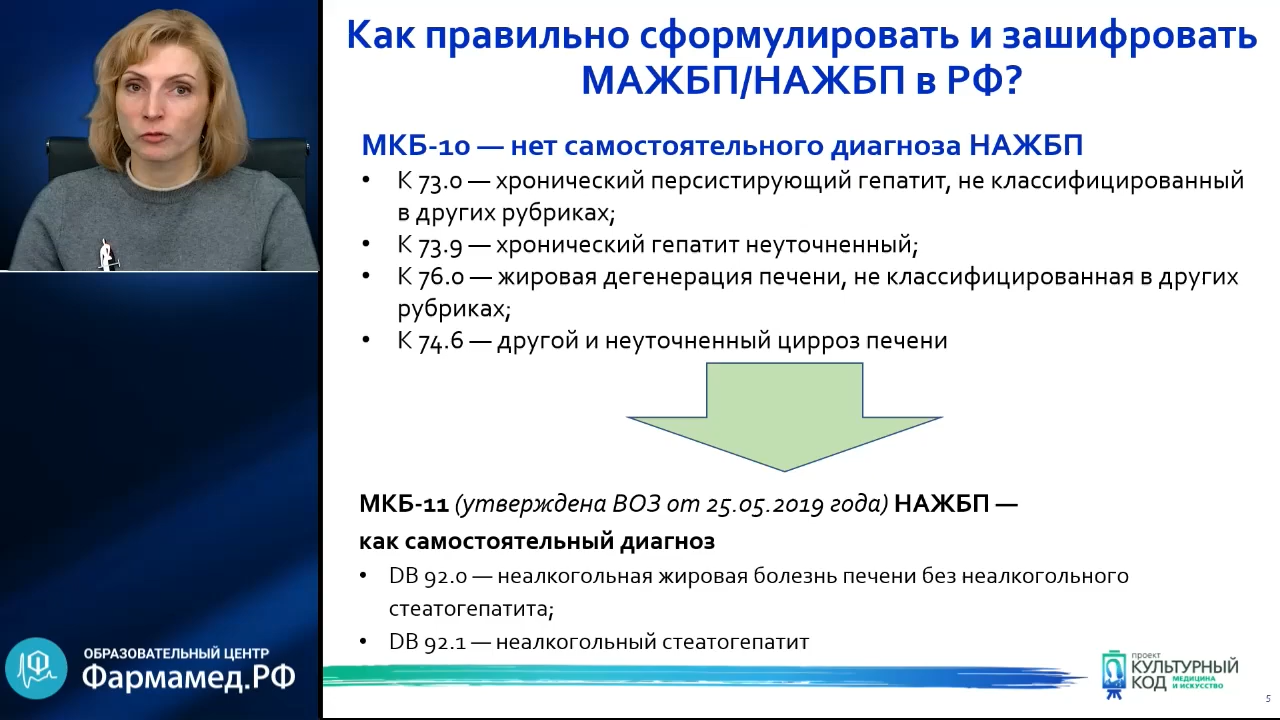 Как правильно сформулировать и зашифровать
МАЖБП/НАЖБП в РФ?
МКБ-10 — нет самостоятельного диагноза НАЖБП
• К 73.0 — хронический персистирующий гепатит, не классифицированный
в других рубриках;
• К 73.9 — хронический гепатит неуточненный;
• К 76.0 — жировая дегенерация печени, не классифицированная в других
рубриках;
• К 74.6 — другой и неуточненный цирроз печени
МКБ-11 (утверждена ВОЗ от 25.05.2019 года) НАЖБП —
как самостоятельный диагноз
• DB 92.0 — неалкогольная жировая болезнь печени без неалкогольного
стеатогепатита;
• DB 92.1 — неалкогольный стеатогепатит
ОБРАЗОВАТЕЛЬНЫЙ ЦЕНТР
Фармамед.РФ
проект
КУЛЬТУРНЫЙ
КОД МЕДИЦИНА
И ИСКУССТВО
5